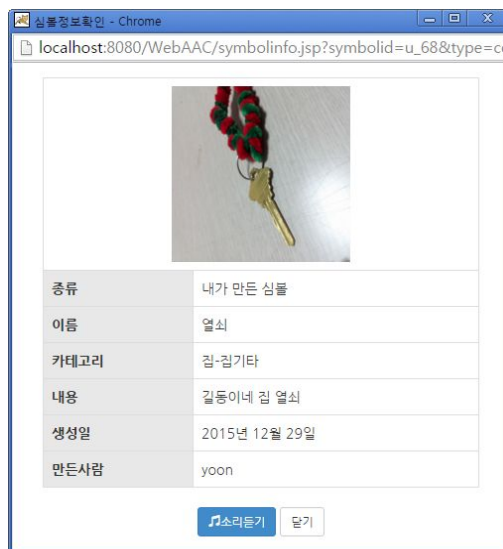 심볼정보확인 - Chrome
localhost:8080/WebAAC/symbolinfo.jsp?symbolid=u_68&type=c
종류 내가 만든 심볼
이름 열쇠
카테고리 집-집기타
내용 길동이네 집 열쇠
생성일 2015년 12월 29일
만든사람 yoon
소리듣기 닫기